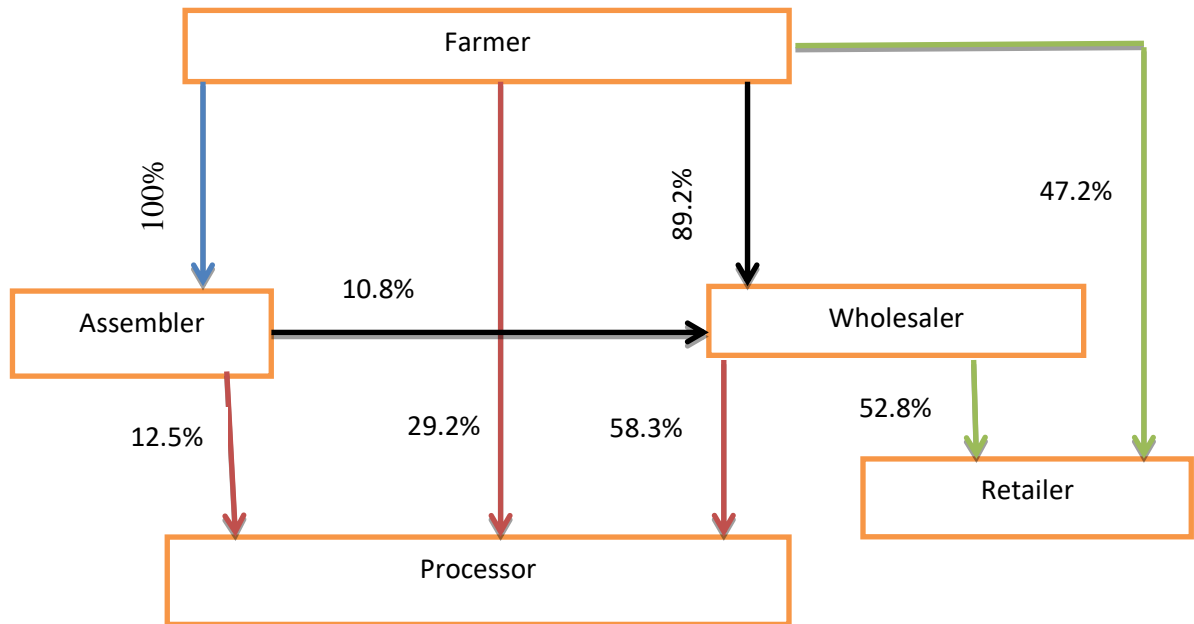 Farmer
100%
89.2%
47.2%
10.8%
Assembler
Wholesaler
12.5%
29.2%
58.3%
52.8%
Retailer
Processor